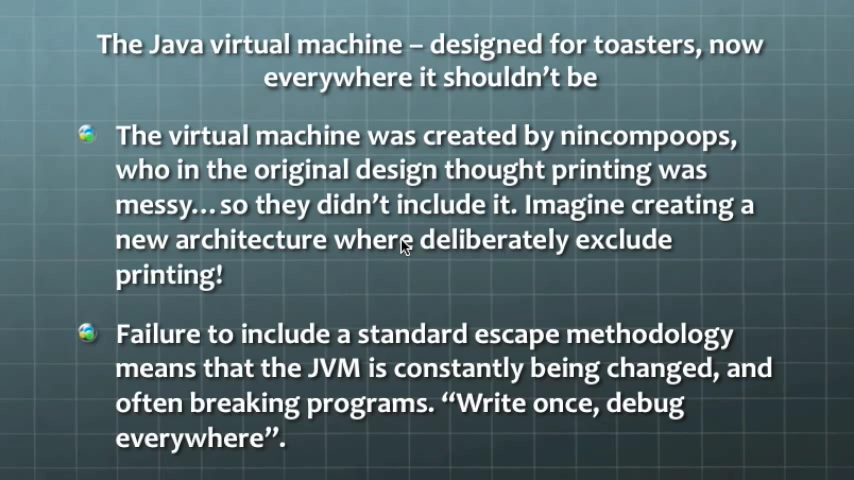 The Java virtual machine – designed for toasters, now
everywhere it shouldn't be
The virtual machine was created by nincompoops,
who in the original design thought printing was
messy...so they didn't include it. Imagine creating a
new architecture where deliberately exclude
printing!
Failure to include a standard escape methodology
means that the JVM is constantly being changed, and
often breaking programs. “Write once, debug
everywhere”.